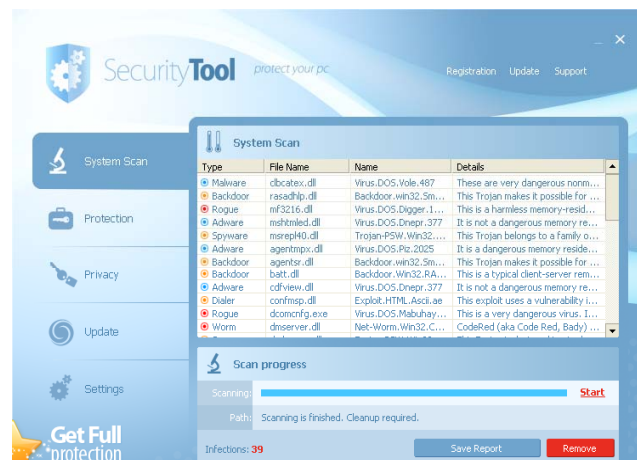 SecurityTool protect your pc
Registration Update Support
System Scan
Protection
Privacy
Update
Settings
Get Full
protection
System Scan
Type File Name Name Details
Malware clbcatex.dll Virus.DOS.Vole.487 These are very dangerous nonm...
Backdoor rasadhlp.dll Backdoor.win32.Sm... This Trojan makes it possible for ...
Rogue mf3216.dll Virus.DOS.Digger.1... This is a harmless memory-resid...
Adware mshtmled.dll Virus.DOS.Dnepr.377 It is not a dangerous memory re...
Spyware msrepl40.dll Trojan-PSW.Win32.... This Trojan belongs to a family o...
Adware agentmpx.dll Virus.DOS.Piz.2025 It is a dangerous memory reside...
Backdoor agentsr.dll Backdoor.win32.Sm... This Trojan makes it possible for ...
Backdoor batt.dll Backdoor.Win32.RA... This is a typical client-server rem...
Adware cdfview.dll Virus.DOS.Dnepr.377 It is not a dangerous memory re...
Dialer confmsp.dll Exploit.HTML.Ascii.ae This exploit uses a vulnerability i...
Rogue dcomcnfg.exe Virus.DOS.Mabuhay... This is a very dangerous virus. I...
Worm dmserver.dll Net-Worm.Win32.C... CodeRed (aka Code Red, Bady) ...
Scan progress
Scanning: Start
Path: Scanning is finished. Cleanup required.
Infections: 39 Save Report Remove